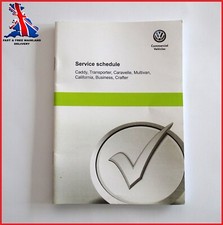 FAST & FREE MAINLAND
DELIVERY
Commercial
Vehicles
Service schedule
Caddy, Transporter, Caravelle, Multivan,
California, Business, Crafter